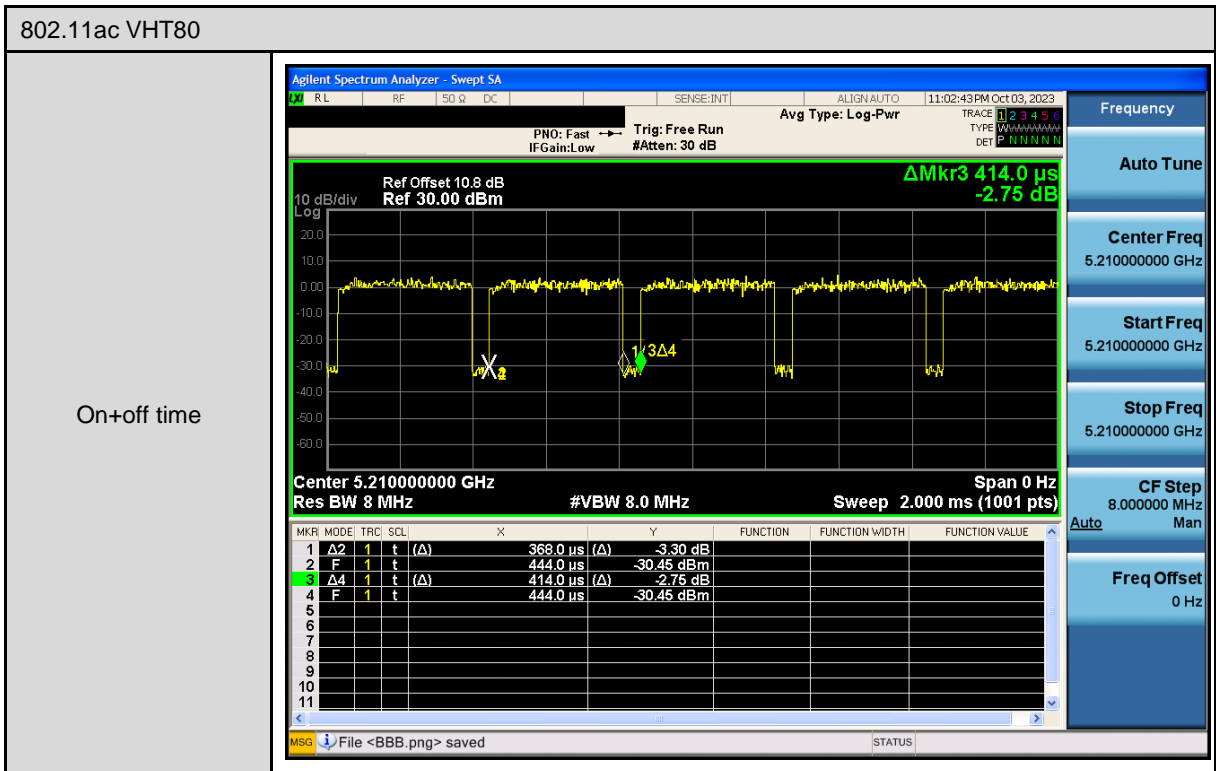 802.11ac VHT80
On+off time
Agilent Spectrum Analyzer - Swept SA
LXI RL RF 50 Ω DC SENSE:INT ALIGN AUTO 11:02:43 PM Oct 03, 2023
PNO: Fast
IFGain:Low
Trig: Free Run
#Atten: 30 dB
Avg Type: Log-Pwr
TRACE 1 2 3 4 5 6
TYPE WWWWWW
DET P N N N N N
ΔMkr3 414.0 µs
-2.75 dB
Ref Offset 10.8 dB
Ref 30.00 dBm
10 dB/div
Log
20.0
10.0
0.00
-10.0
-20.0
-30.0
-40.0
-50.0
-60.0
X2
1 3Δ4
Center 5.210000000 GHz Span 0 Hz
Res BW 8 MHz #VBW 8.0 MHz Sweep 2.000 ms (1001 pts)
MKR MODE TRC SCL X Y FUNCTION FUNCTION WIDTH FUNCTION VALUE
1 Δ2 1 t (Δ) 368.0 µs (Δ) -3.30 dB
2 F 1 t 444.0 µs -30.45 dBm
3 Δ4 1 t (Δ) 414.0 µs (Δ) -2.75 dB
4 F 1 t 444.0 µs -30.45 dBm
5
6
7
8
9
10
11
MSG File <BBB.png> saved STATUS
Frequency
Auto Tune
Center Freq
5.210000000 GHz
Start Freq
5.210000000 GHz
Stop Freq
5.210000000 GHz
CF Step
8.000000 MHz
Auto Man
Freq Offset
0 Hz